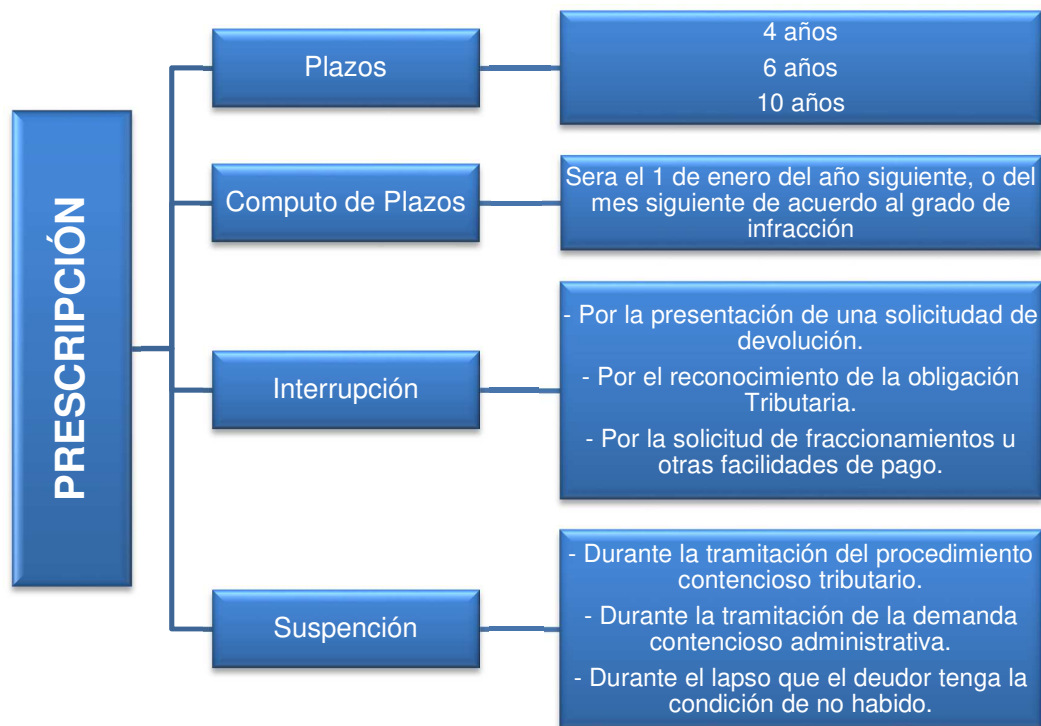 PRESCRIPCIÓN
Plazos
4 años
6 años
10 años
Computo de Plazos
Sera el 1 de enero del año siguiente, o del
mes siguiente de acuerdo al grado de
infracción
Interrupción
- Por la presentación de una solicitudad de
devolución.
- Por el reconocimiento de la obligación
Tributaria.
- Por la solicitud de fraccionamientos u
otras facilidades de pago.
Suspención
- Durante la tramitación del procedimiento
contencioso tributario.
- Durante la tramitación de la demanda
contencioso administrativa.
- Durante el lapso que el deudor tenga la
condición de no habido.